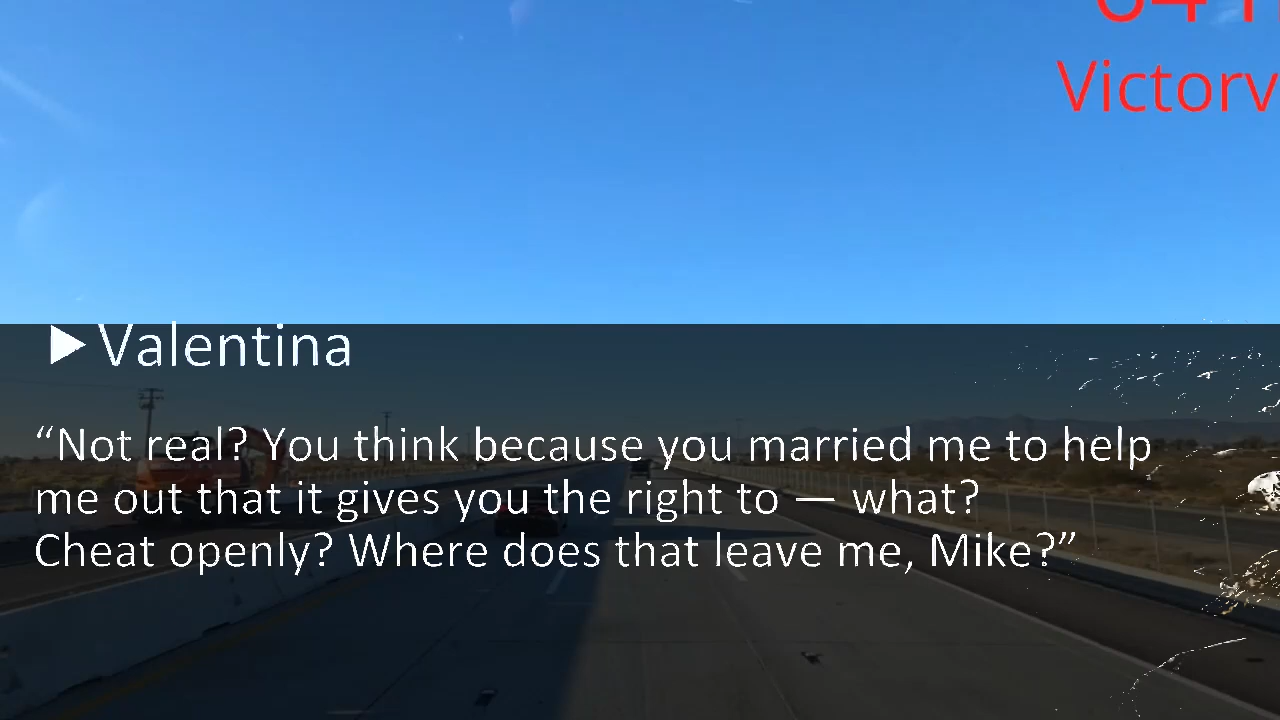 Victorv
▶Valentina
“Not real? You think because you married me to help
me out that it gives you the right to — what?
Cheat openly? Where does that leave me, Mike?”